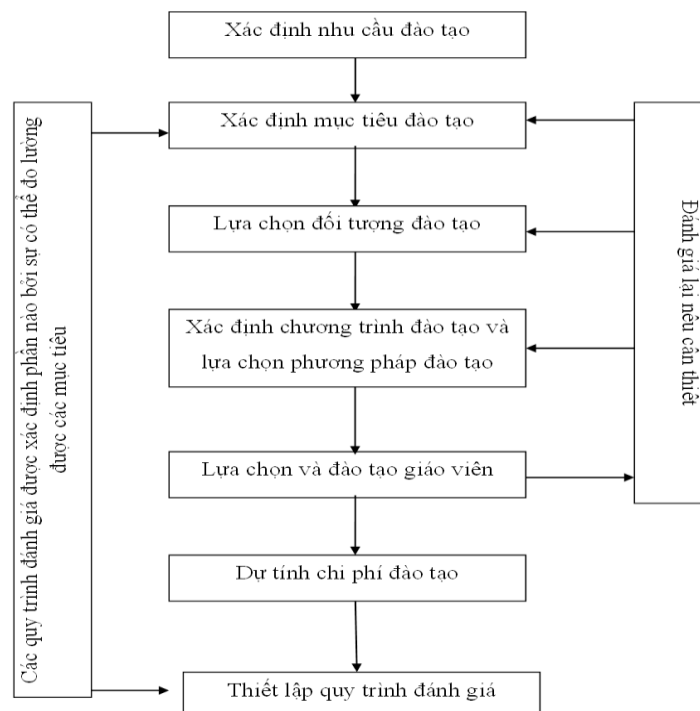 Xác định nhu cầu đào tạo
Xác định mục tiêu đào tạo
Lựa chọn đối tượng đào tạo
Xác định chương trình đào tạo và
lựa chọn phương pháp đào tạo
Lựa chọn và đào tạo giáo viên
Dự tính chi phí đào tạo
Thiết lập quy trình đánh giá
Các quy trình đánh giá được xác định phần nào bởi sự có thể đo lường
được các mục tiêu
Đánh giá lại nêu cân thiêt